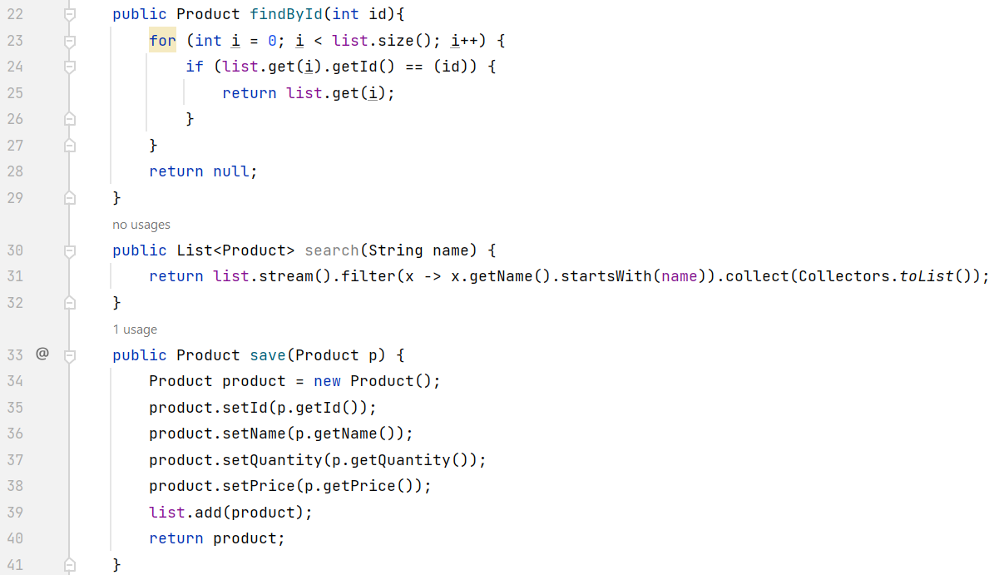 22 public Product findById(int id){
23 for (int i = 0; i < list.size(); i++) {
24 if (list.get(i).getId() == (id)) {
25 return list.get(i);
26 }
27 }
28 return null;
29 }
no usages
30 public List<Product> search(String name) {
31 return list.stream().filter(x -> x.getName().startsWith(name)).collect(Collectors.toList());
32 }
1 usage
33 @ public Product save(Product p) {
34 Product product = new Product();
35 product.setId(p.getId());
36 product.setName(p.getName());
37 product.setQuantity(p.getQuantity());
38 product.setPrice(p.getPrice());
39 list.add(product);
40 return product;
41 }